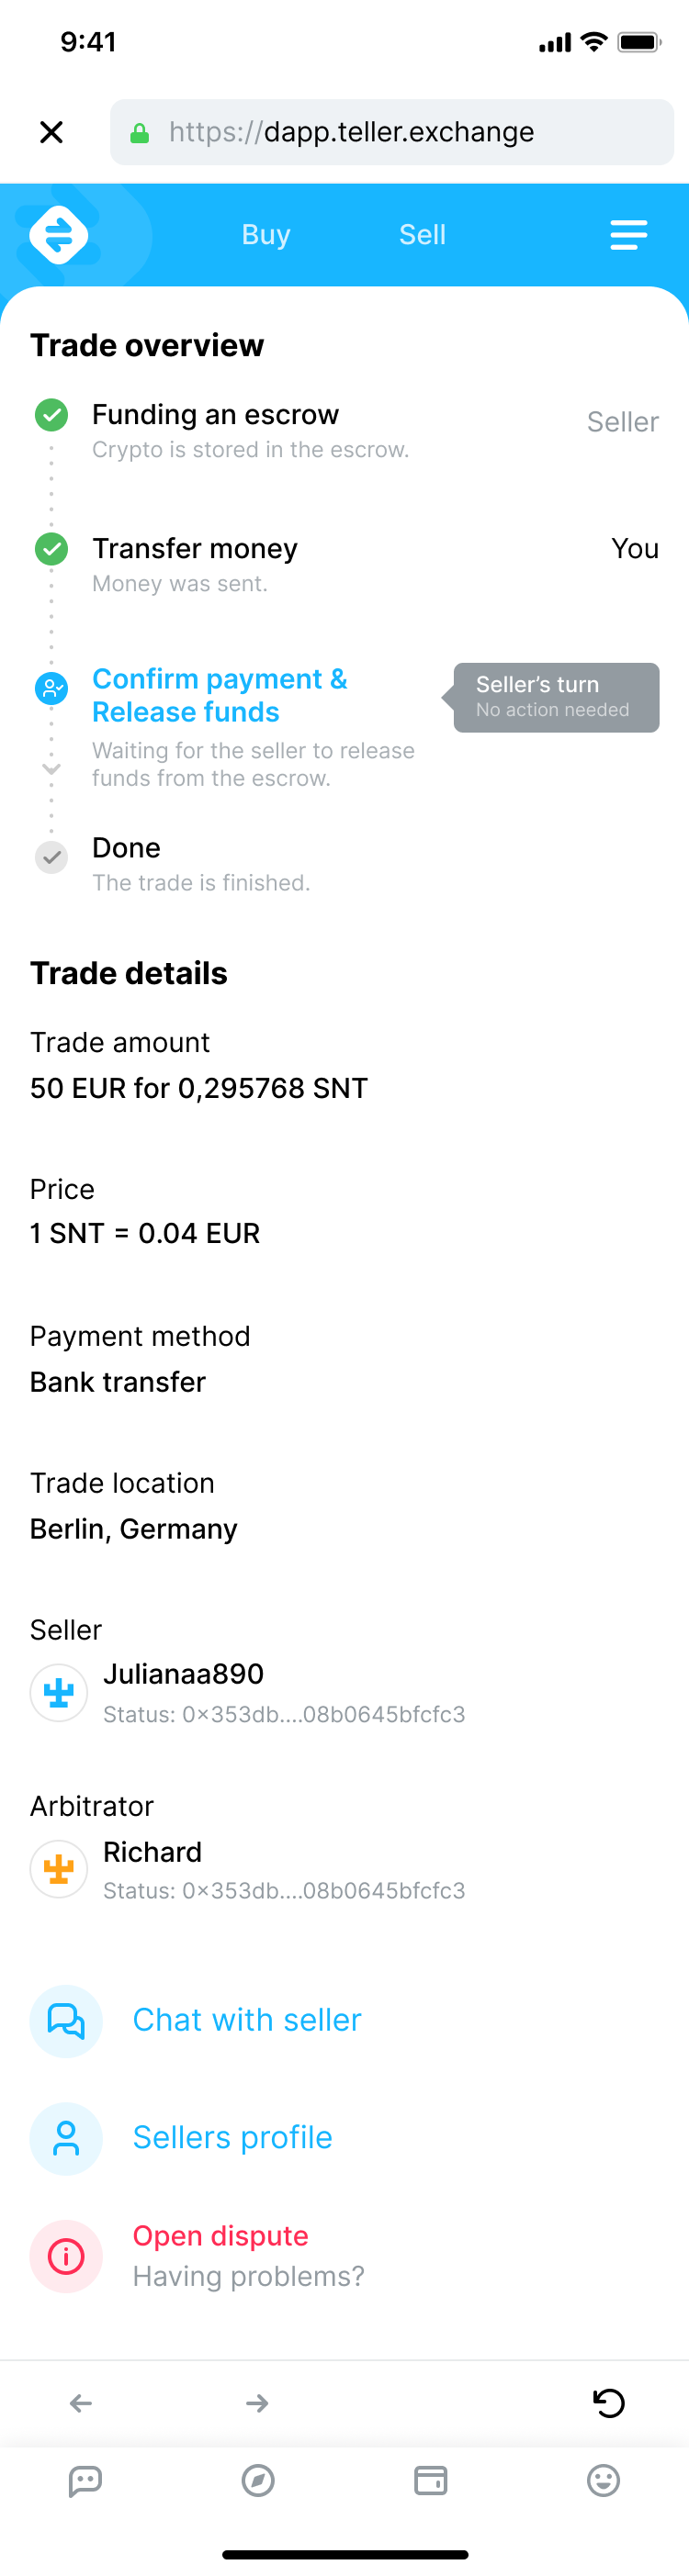 9:41
https://dapp.teller.exchange
Buy
Sell
Trade overview
Funding an escrow
Seller
Crypto is stored in the escrow.
Transfer money
You
Money was sent.
Confirm payment &
Release funds
Seller’s turn
No action needed
Waiting for the seller to release
funds from the escrow.
Done
The trade is finished.
Trade details
Trade amount
50 EUR for 0,295768 SNT
Price
1 SNT = 0.04 EUR
Payment method
Bank transfer
Trade location
Berlin, Germany
Seller
Julianaa890
Status: 0×353db....08b0645bfcfc3
Arbitrator
Richard
Status: 0×353db....08b0645bfcfc3
Chat with seller
Sellers profile
Open dispute
Having problems?